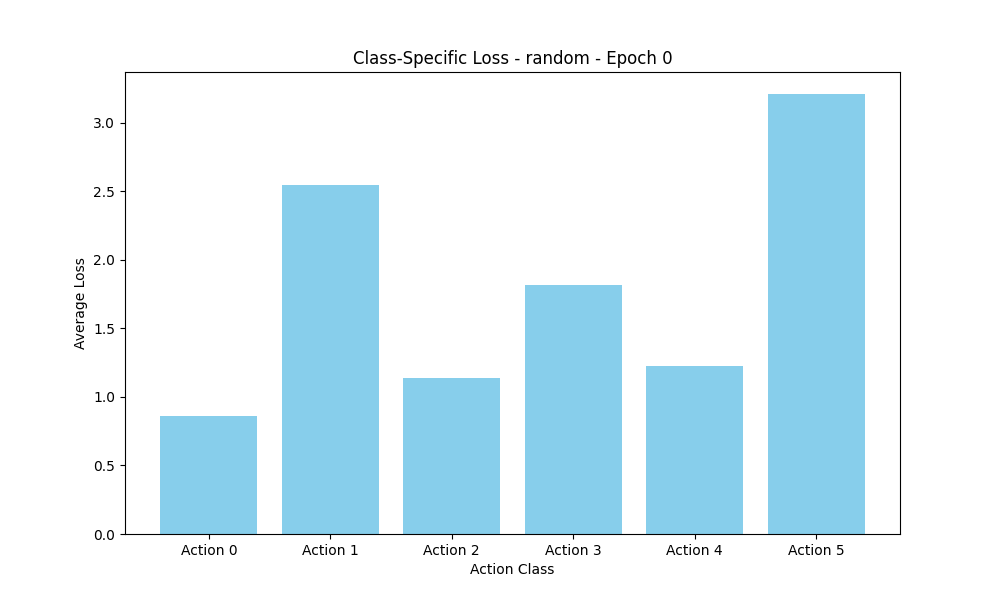 Class-Specific Loss - random - Epoch 0
Average Loss
3.0
2.5
2.0
1.5
1.0
0.5
0.0
Action 0 Action 1 Action 2 Action 3 Action 4 Action 5
Action Class